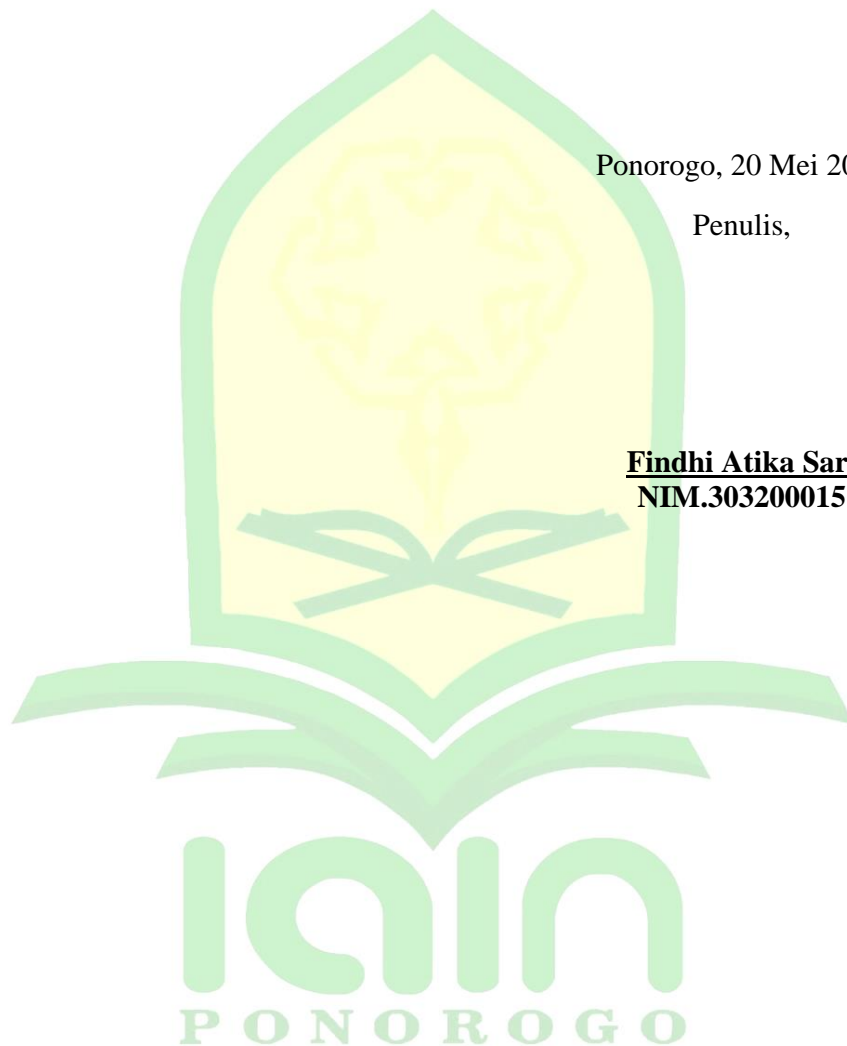 Ponorogo, 20 Mei 20
Penulis,
Findhi Atika Sar
NIM.303200015
iain
PONOROGO